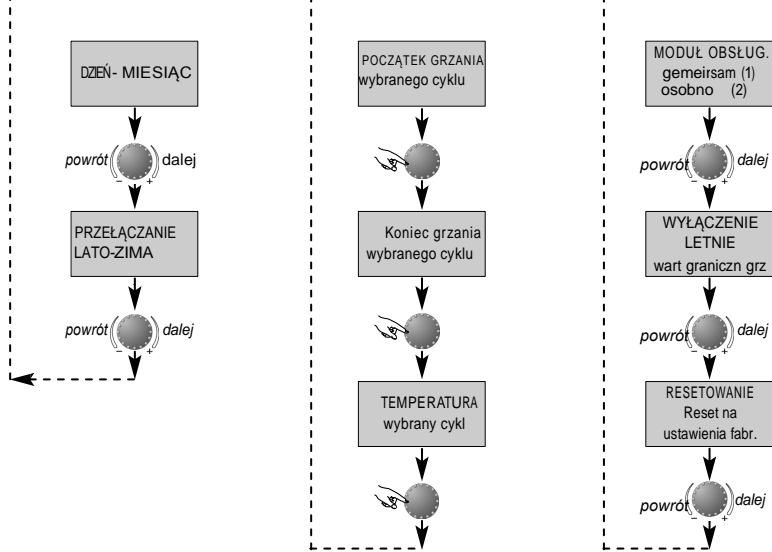 DZIEŃ- MIESIĄC
powrót dalej
- +
PRZEŁĄCZANIE
LATO-ZIMA
powrót dalej
- +
POCZĄTEK GRZANIA
wybranego cyklu
Koniec grzania
wybranego cyklu
TEMPERATURA
wybrany cykl
MODUŁ OBSŁUG.
gemeirsam (1)
osobno (2)
powrót dalej
- +
WYŁĄCZENIE
LETNIE
wart graniczn grz
powrót dalej
- +
RESETOWANIE
Reset na
ustawienia fabr.
powrót dalej
- +